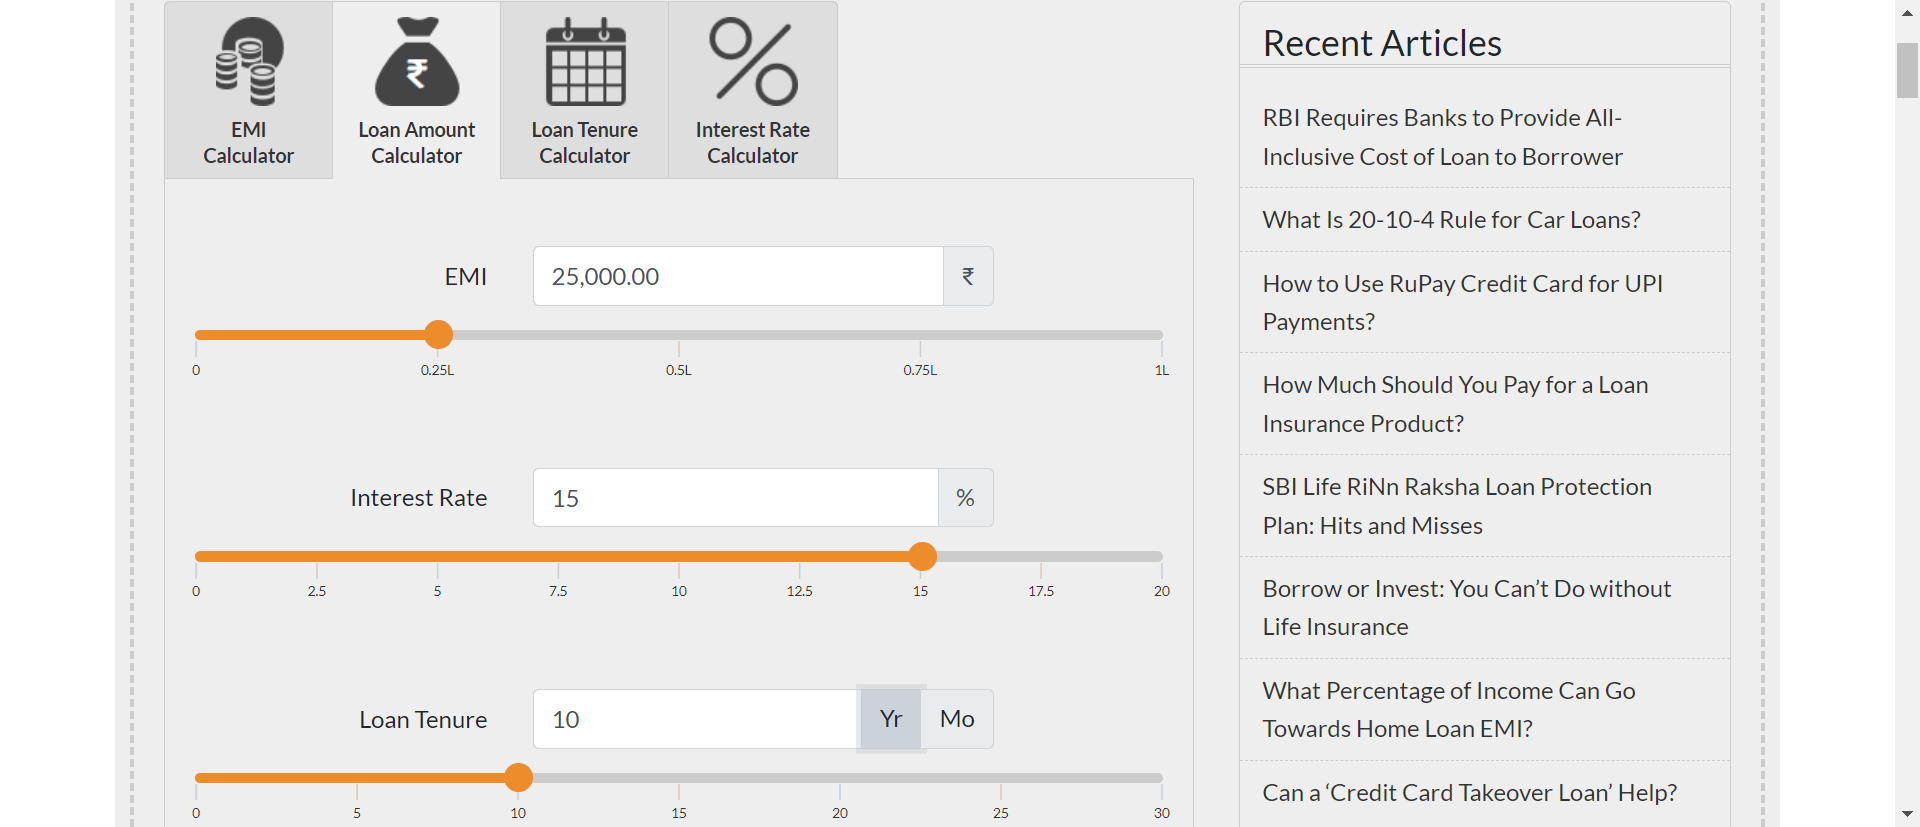 EMI
Calculator
Loan Amount
Calculator
Loan Tenure
Calculator
Interest Rate
Calculator
EMI
25,000.00
₹
0 0.25L 0.5L 0.75L 1L
Interest Rate
15
%
0 2.5 5 7.5 10 12.5 15 17.5 20
Loan Tenure
10
Yr
Mo
0 5 10 15 20 25 30
Recent Articles
RBI Requires Banks to Provide All-
Inclusive Cost of Loan to Borrower
What Is 20-10-4 Rule for Car Loans?
How to Use RuPay Credit Card for UPI
Payments?
How Much Should You Pay for a Loan
Insurance Product?
SBI Life RiNn Raksha Loan Protection
Plan: Hits and Misses
Borrow or Invest: You Can’t Do without
Life Insurance
What Percentage of Income Can Go
Towards Home Loan EMI?
Can a ‘Credit Card Takeover Loan’ Help?